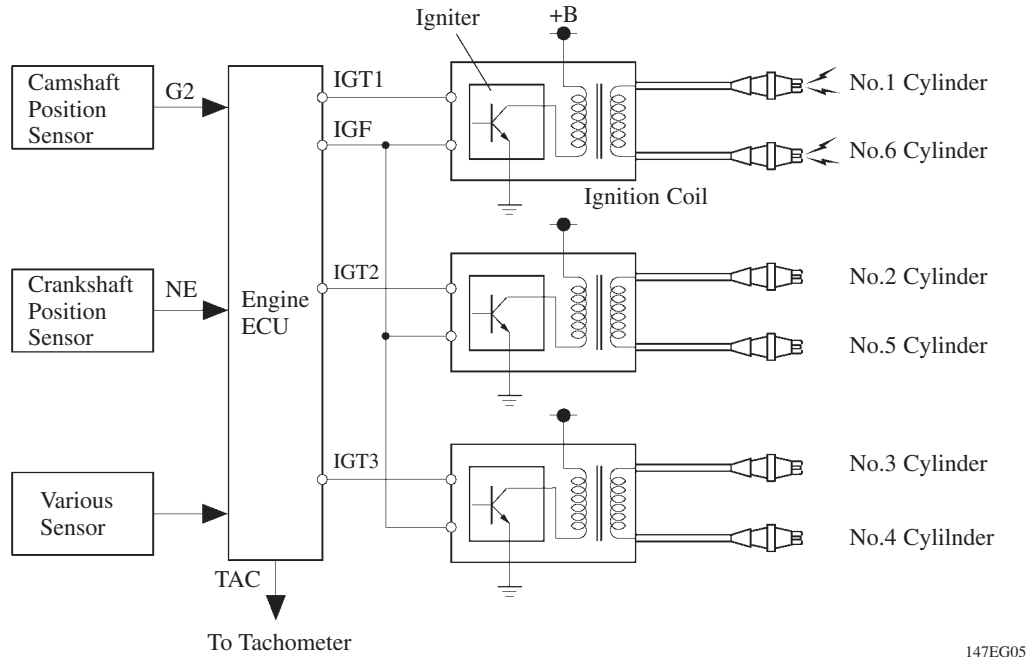 Igniter
+B
Camshaft
Position
Sensor
G2
IGT1
IGF
No.1 Cylinder
No.6 Cylinder
Ignition Coil
Crankshaft
Position
Sensor
NE
Engine
ECU
IGT2
No.2 Cylinder
No.5 Cylinder
Various
Sensor
IGT3
No.3 Cylinder
No.4 Cylilnder
TAC
To Tachometer
147EG05